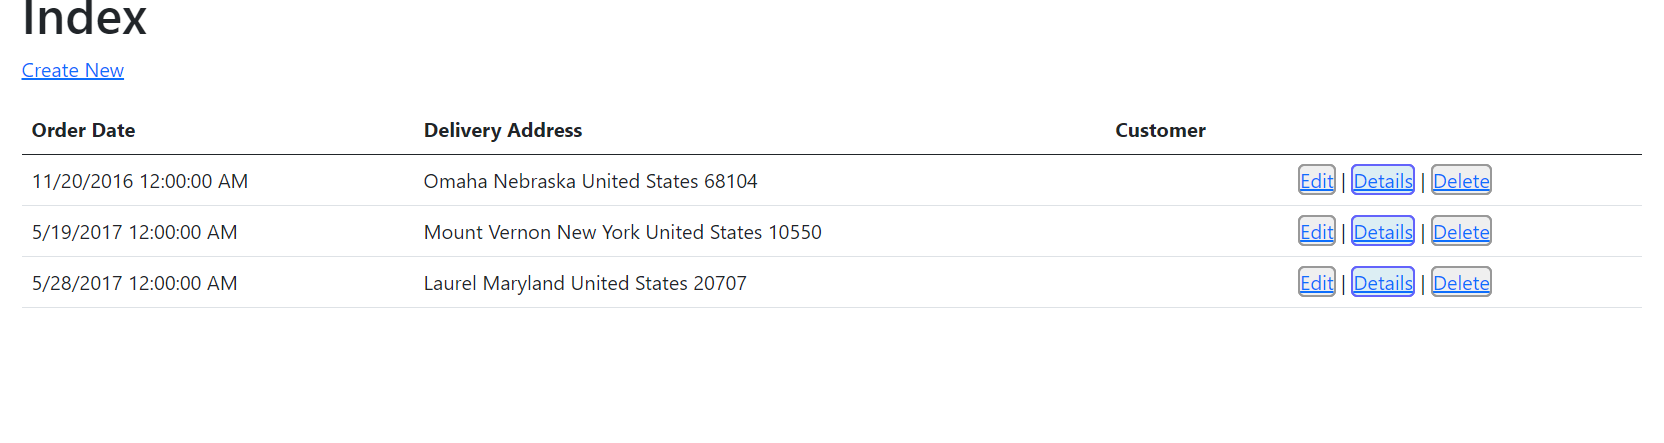 Index
Create New
Order Date Delivery Address Customer
11/20/2016 12:00:00 AM Omaha Nebraska United States 68104 Edit | Details | Delete
5/19/2017 12:00:00 AM Mount Vernon New York United States 10550 Edit | Details | Delete
5/28/2017 12:00:00 AM Laurel Maryland United States 20707 Edit | Details | Delete